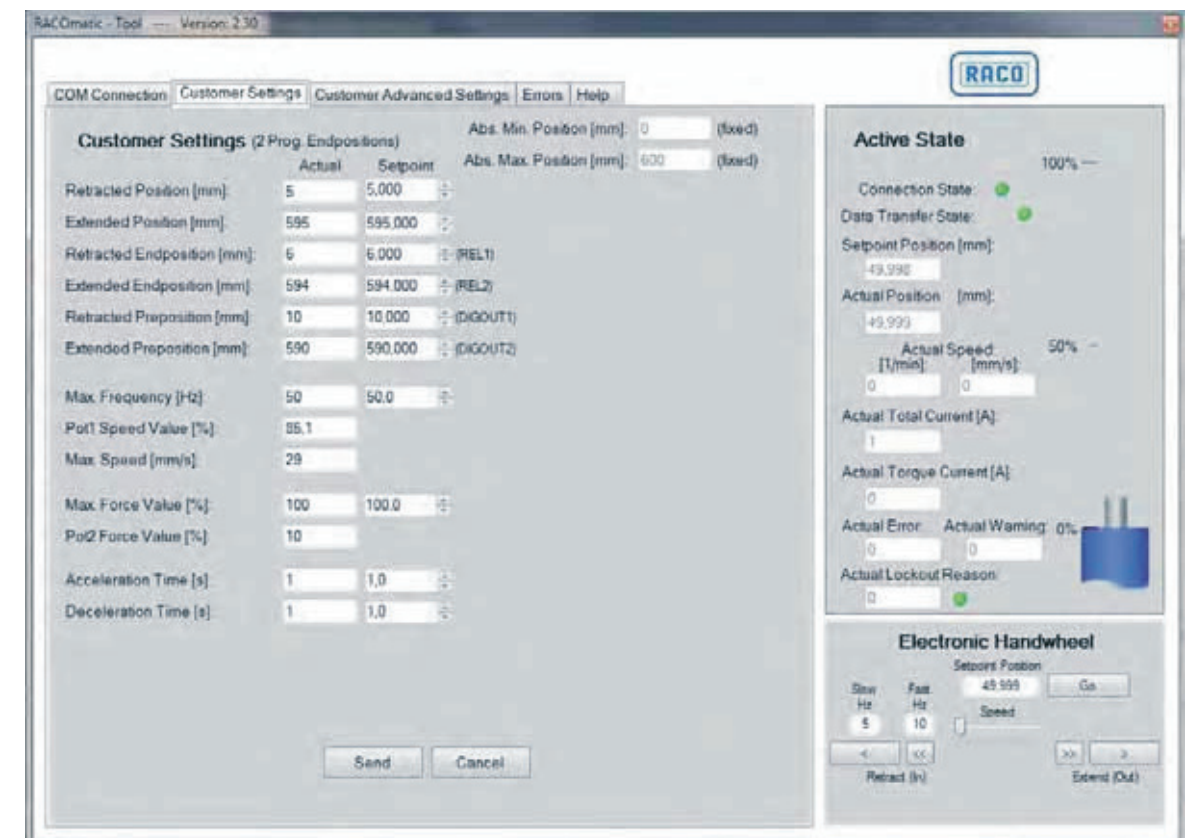 RACOmatic - Tool --- Version: 2.30
RACO
COM Connection Customer Settings Customer Advanced Settings Errors Help
Customer Settings (2 Prog. Endpositions)
Abs. Min. Position [mm]: 0 (fixed)
Abs. Max. Position [mm]: 600 (fixed)
Actual Setpoint
Retracted Position [mm]: 5 5,000
Extended Position [mm]: 595 595,000
Retracted Endposition [mm]: 6 6,000 (REL1)
Extended Endposition [mm]: 594 594,000 (REL2)
Retracted Preposition [mm]: 10 10,000 (DIGOUT1)
Extended Preposition [mm]: 590 590,000 (DIGOUT2)
Max. Frequency [Hz]: 50 50,0
Pot1 Speed Value [%]:
Max. Speed [mm/s]: 29
Max. Force Value [%]: 100 100,0
Pot2 Force Value [%]: 10
Acceleration Time [s]: 1 1,0
Deceleration Time [s]: 1 1,0
Send Cancel
Active State
100%
Connection State:
Data Transfer State:
Setpoint Position [mm]:
49,998
Actual Position [mm]:
49,999
Actual Speed 50%
[1/min]: [mm/s]:
0 0
Actual Total Current [A]:
1
Actual Torque Current [A]:
0
Actual Error: Actual Warning: 0%
0 0
Actual Lockout Reason:
0
Electronic Handwheel
Setpoint Position
Slow Hz Fast Hz 49,999 Go
5 10 Speed
< << >> >
Retract (In) Extend (Out)